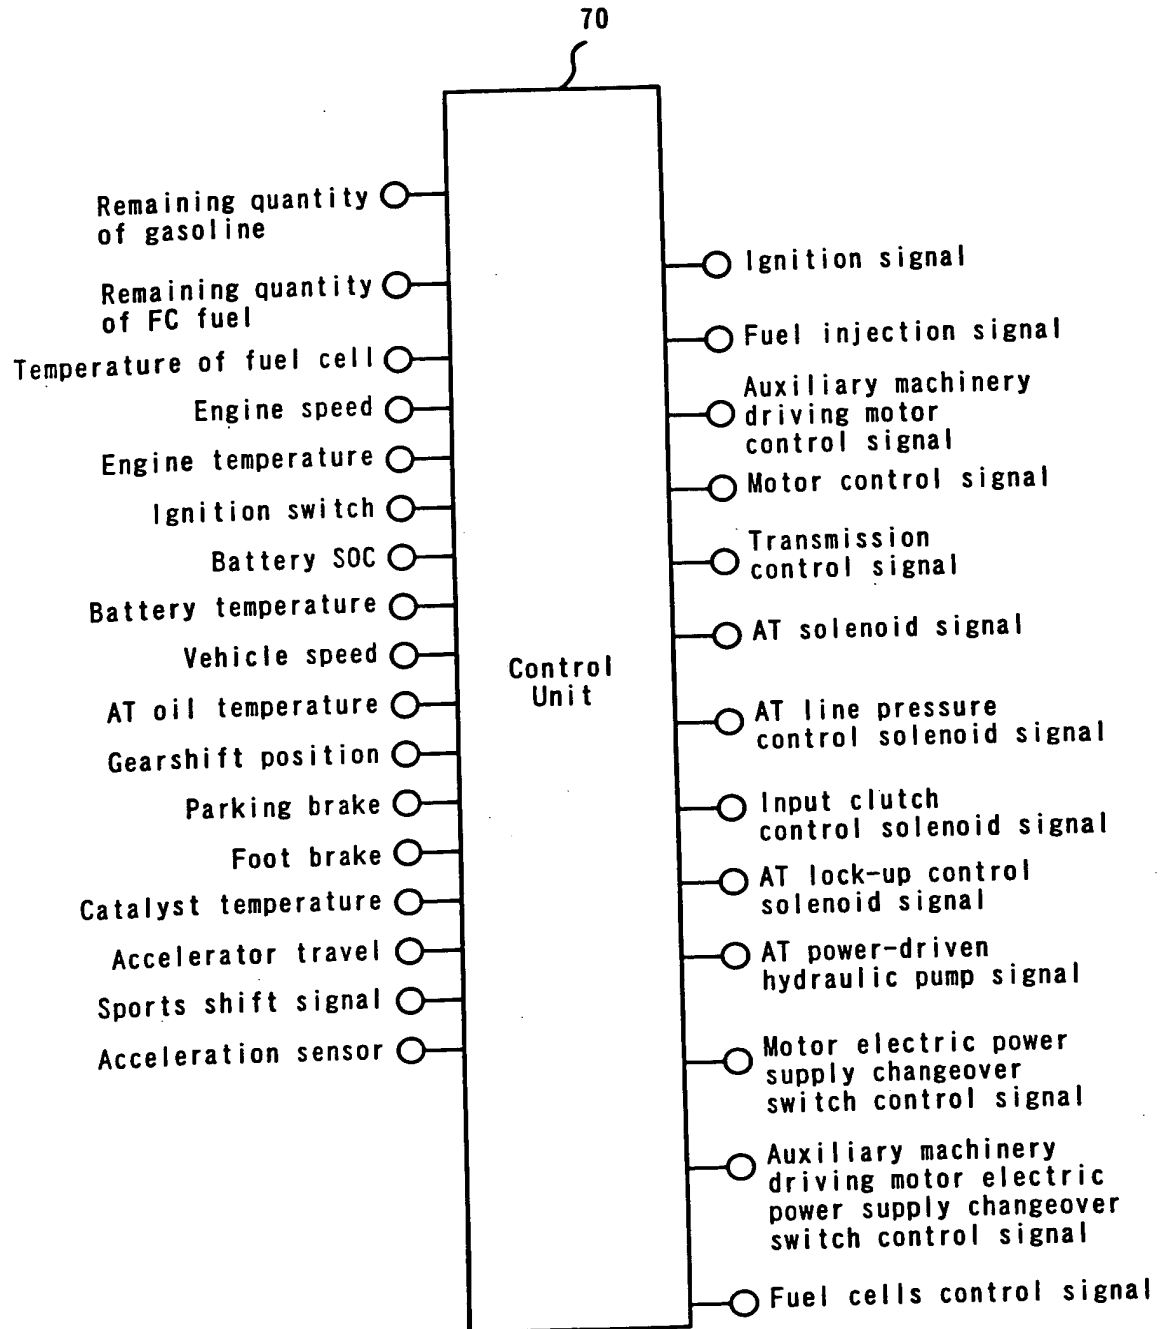 70
Remaining quantity
of gasoline
Remaining quantity
of FC fuel
Temperature of fuel cell
Engine speed
Engine temperature
Ignition switch
Battery SOC
Battery temperature
Vehicle speed
AT oil temperature
Gearshift position
Parking brake
Foot brake
Catalyst temperature
Accelerator travel
Sports shift signal
Acceleration sensor
Control
Unit
Ignition signal
Fuel injection signal
Auxiliary machinery
driving motor
control signal
Motor control signal
Transmission
control signal
AT solenoid signal
AT line pressure
control solenoid signal
Input clutch
control solenoid signal
AT lock-up control
solenoid signal
AT power-driven
hydraulic pump signal
Motor electric power
supply changeover
switch control signal
Auxiliary machinery
driving motor electric
power supply changeover
switch control signal
Fuel cells control signal